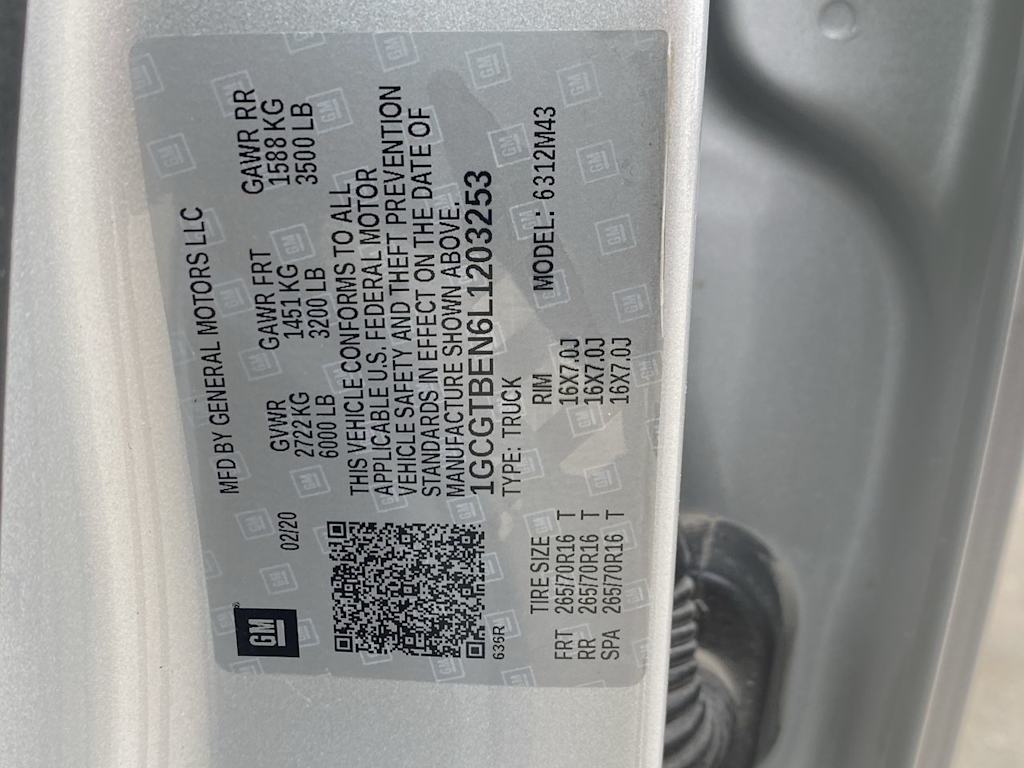 GM
02/20
MFD BY GENERAL MOTORS LLC
GVWR GAWR FRT GAWR RR
2722 KG 1451 KG 1588 KG
6000 LB 3200 LB 3500 LB
THIS VEHICLE CONFORMS TO ALL
APPLICABLE U.S. FEDERAL MOTOR
VEHICLE SAFETY AND THEFT PREVENTION
STANDARDS IN EFFECT ON THE DATE OF
MANUFACTURE SHOWN ABOVE.
1GCGTBEN6L1203253
636R
TYPE: TRUCK MODEL: 6312M43
TIRE SIZE RIM
FRT 265/70R16 T 16X7.0J
RR 265/70R16 T 16X7.0J
SPA 265/70R16 T 16X7.0J